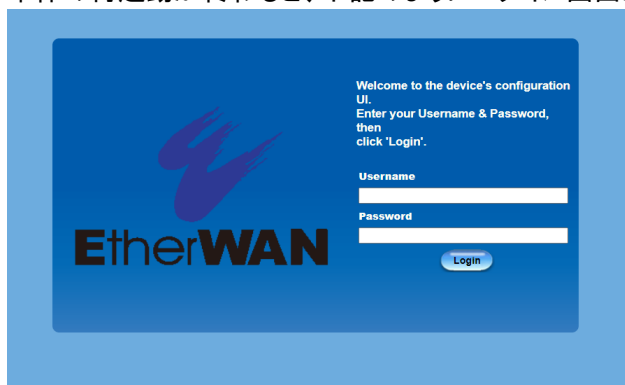 Welcome to the device's configuration
UI.
Enter your Username & Password,
then
click 'Login'.
Username
Password
Login
EtherWAN